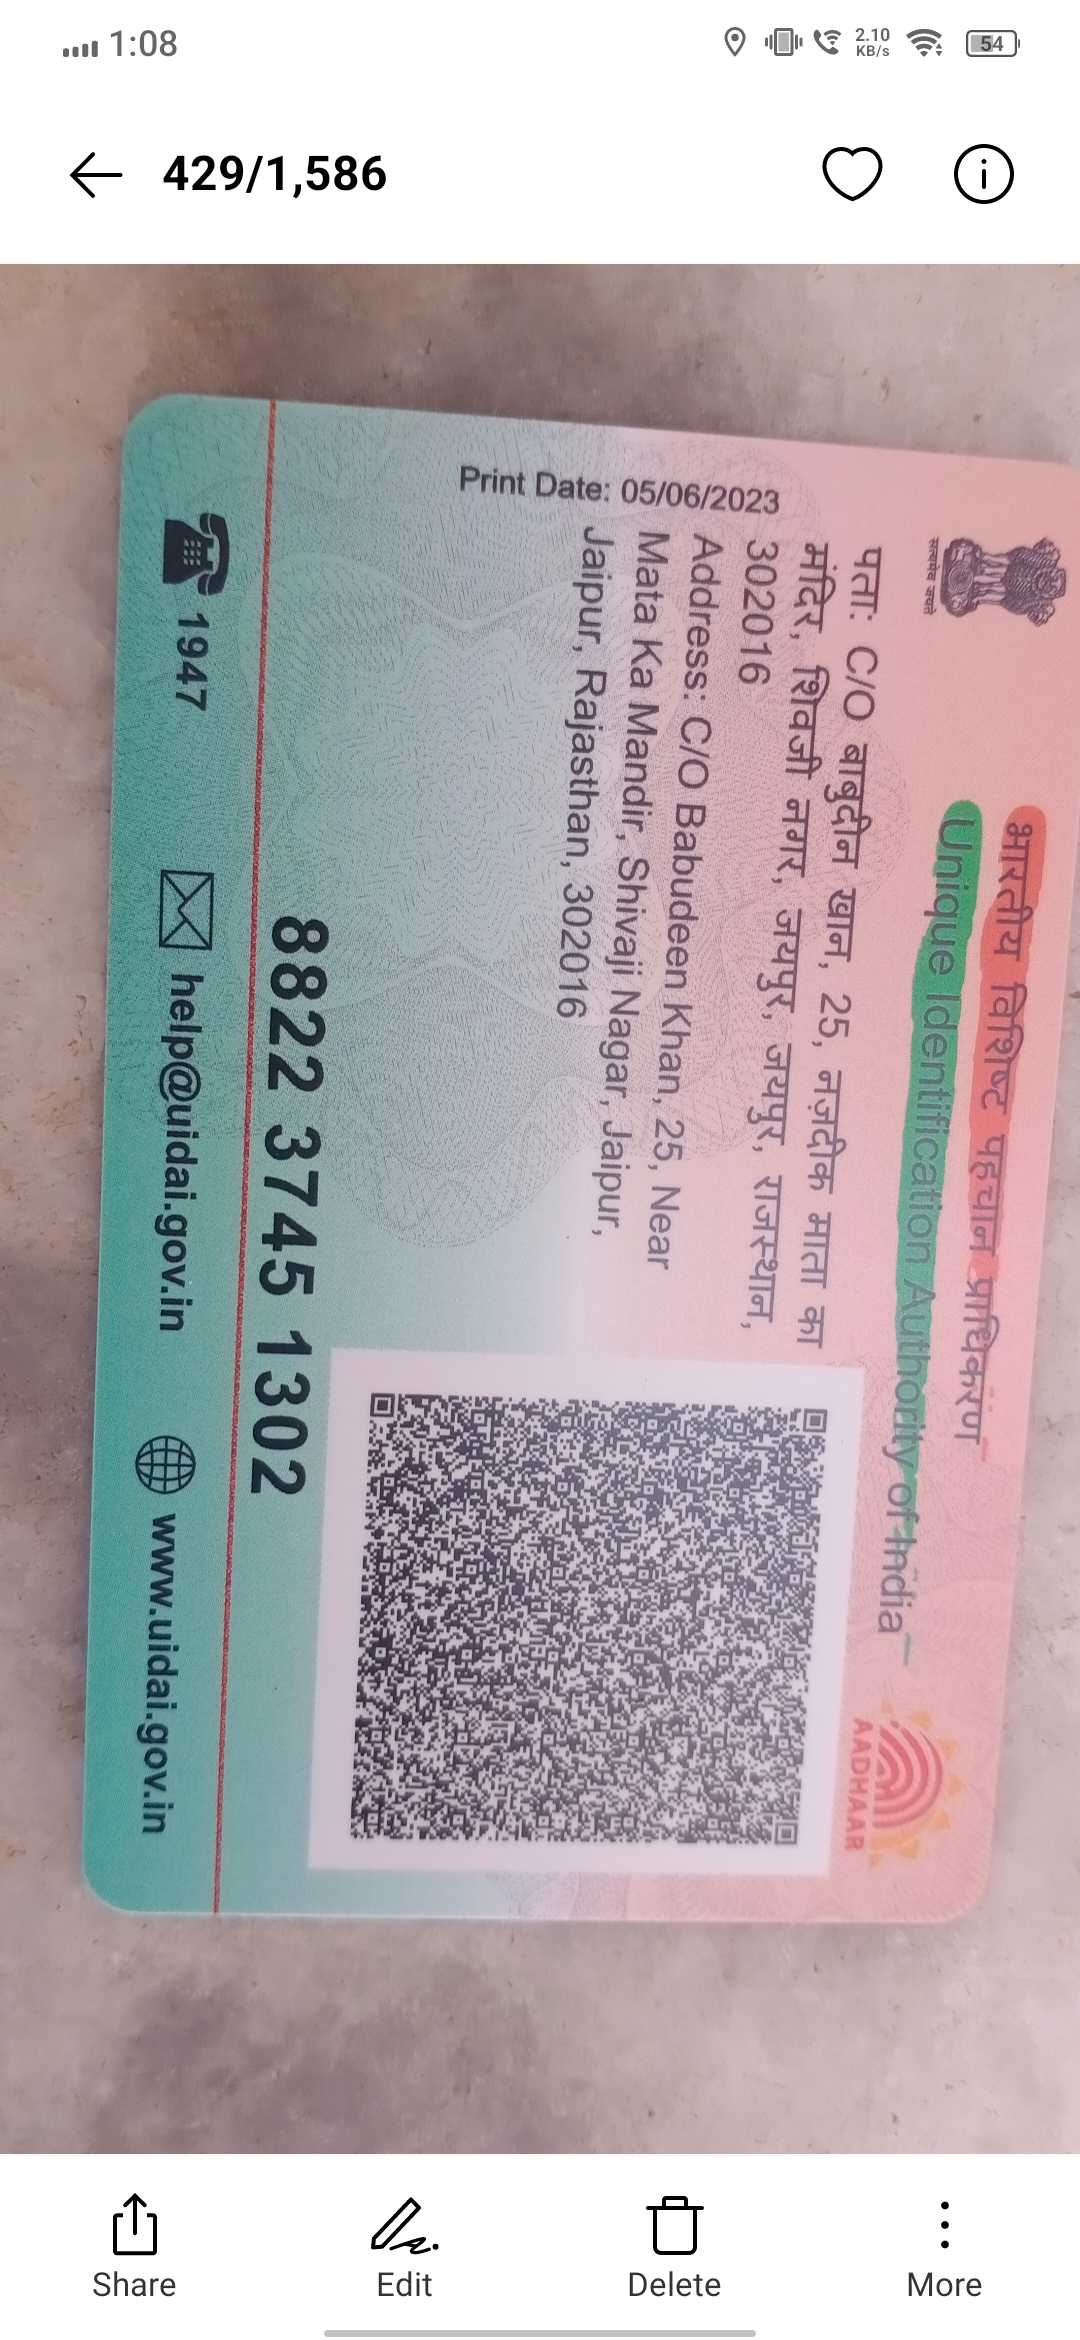 1:08
2.10
KB/s
54
429/1,586
सत्यमेव जयते
भारतीय विशिष्ट पहचान प्राधिकरण
Unique Identification Authority of India
AADHAAR
Print Date: 05/06/2023
पता: C/O बाबुदीन खान, 25, नज़दीक माता का
मंदिर, शिवजी नगर, जयपुर, जयपुर, राजस्थान,
302016
Address: C/O Babudeen Khan, 25, Near
Mata Ka Mandir, Shivaji Nagar, Jaipur,
Jaipur, Rajasthan, 302016
8822 3745 1302
1947
help@uidai.gov.in
www.uidai.gov.in
Share
Edit
Delete
More